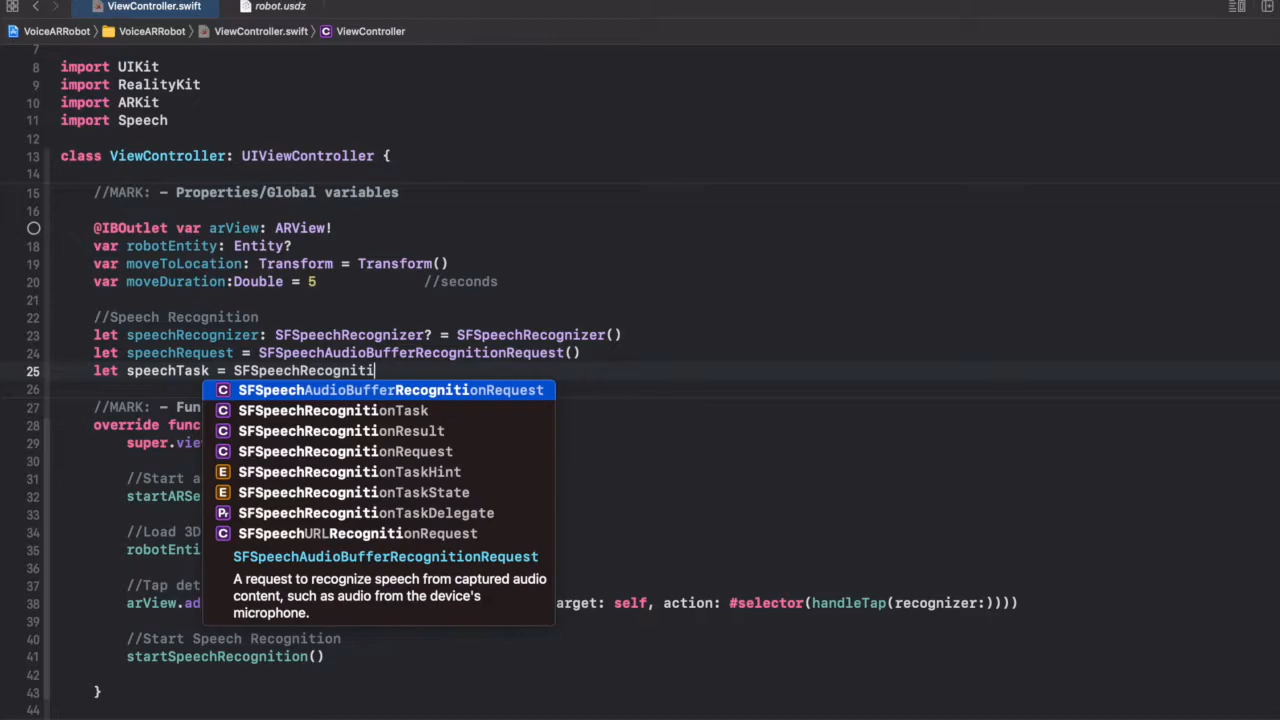 ViewController.swift
robot.usdz
VoiceARRobot
VoiceARRobot
ViewController.swift
ViewController
7
8 import UIKit
9 import RealityKit
10 import ARKit
11 import Speech
12
13 class ViewController: UIViewController {
14
15 //MARK: - Properties/Global variables
16
@IBOutlet var arView: ARView!
18 var robotEntity: Entity?
19 var moveToLocation: Transform = Transform()
20 var moveDuration:Double = 5 //seconds
21
22 //Speech Recognition
23 let speechRecognizer: SFSpeechRecognizer? = SFSpeechRecognizer()
24 let speechRequest = SFSpeechAudioBufferRecognitionRequest()
25 let speechTask = SFSpeechRecogniti
26
27 //MARK: - Fun
28 override func
29 super.vie
30
31 //Start a
32 startARSe
33
34 //Load 3D
35 robotEnti
36
37 //Tap det
38 arView.ad arget: self, action: #selector(handleTap(recognizer:))))
39
40 //Start Speech Recognition
41 startSpeechRecognition()
42
43 }
44
C SFSpeechAudioBufferRecognitionRequest
C SFSpeechRecognitionTask
C SFSpeechRecognitionResult
C SFSpeechRecognitionRequest
E SFSpeechRecognitionTaskHint
E SFSpeechRecognitionTaskState
Pr SFSpeechRecognitionTaskDelegate
C SFSpeechURLRecognitionRequest
SFSpeechAudioBufferRecognitionRequest
A request to recognize speech from captured audio
content, such as audio from the device's
microphone.